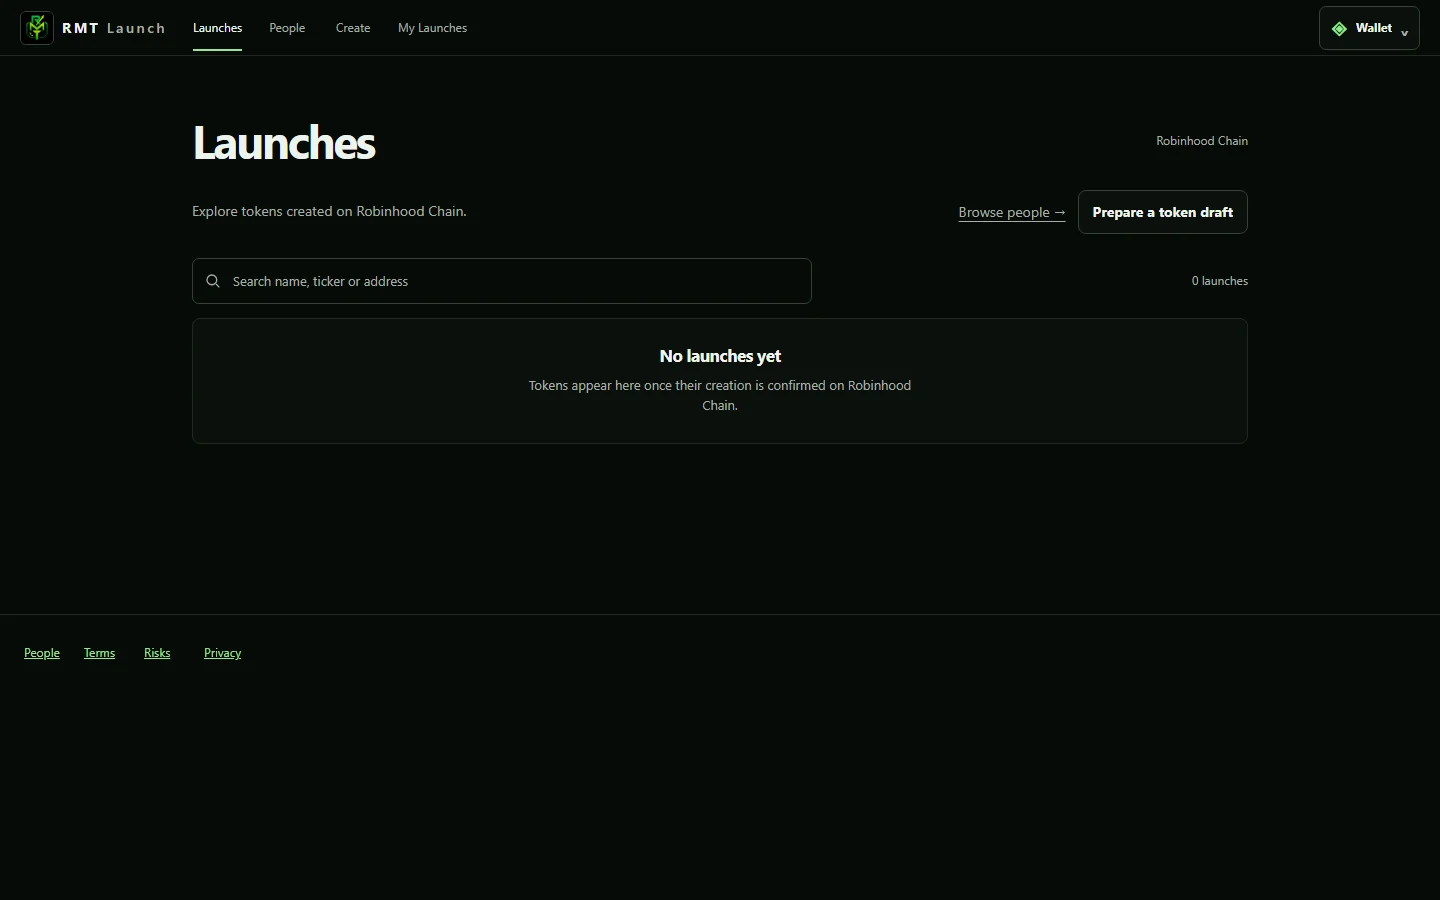 RMT Launch
Launches
People
Create
My Launches
Wallet
Launches
Robinhood Chain
Explore tokens created on Robinhood Chain.
Browse people →
Prepare a token draft
Search name, ticker or address
0 launches
No launches yet
Tokens appear here once their creation is confirmed on Robinhood
Chain.
People
Terms
Risks
Privacy